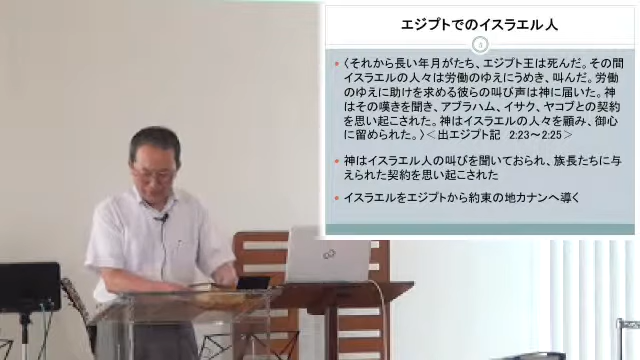 エジプトでのイスラエル人
3
・〈それから長い年月がたち、エジプト王は死んだ。その間
イスラエルの人々は労働のゆえにうめき、叫んだ。労働
のゆえに助けを求める彼らの叫び声は神に届いた。神
はその嘆きを聞き、アブラハム、イサク、ヤコブとの契約
を思い起こされた。神はイスラエルの人々を顧み、御心
に留められた。〉＜出エジプト記 2:23～2:25＞
・神はイスラエル人の叫びを聞いておられ、族長たちに与
えられた契約を思い起こされた
・イスラエルをエジプトから約束の地カナンへ導く